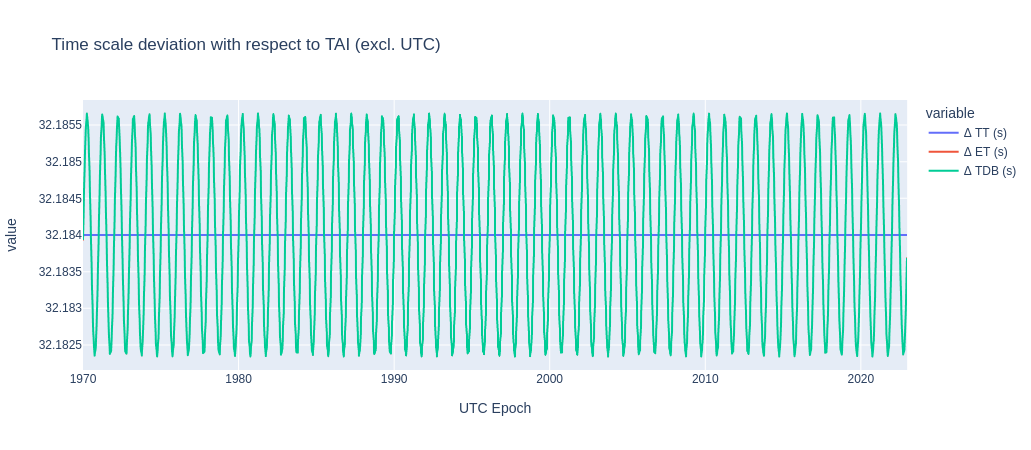 Time scale deviation with respect to TAI (excl. UTC)
variable
Δ TT (s)
Δ ET (s)
Δ TDB (s)
value
32.1855
32.185
32.1845
32.184
32.1835
32.183
32.1825
1970
1980
1990
2000
2010
2020
UTC Epoch